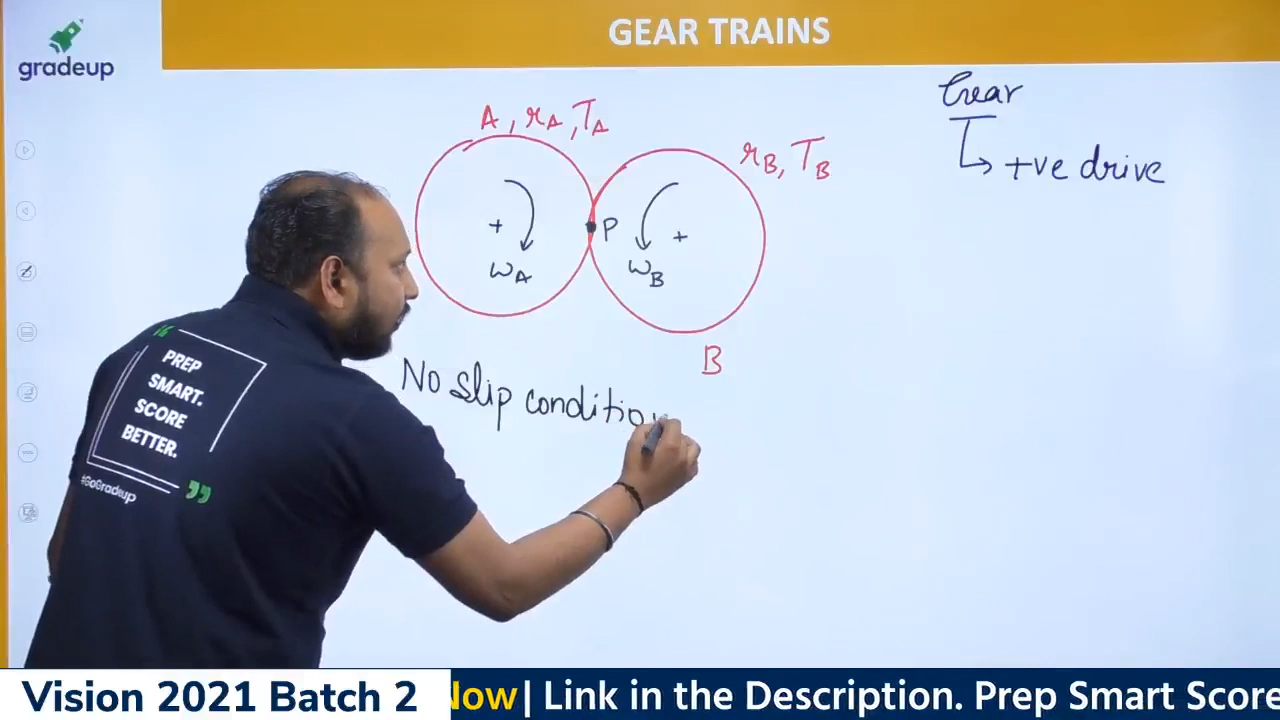 gradeup
GEAR TRAINS
Gear
+ve drive
A, rA, TA
rB, TB
P
ωA
ωB
B
No slip condition
PREP
SMART.
SCORE
BETTER.
#GoGradeup
Vision 2021 Batch 2
Now| Link in the Description. Prep Smart Score